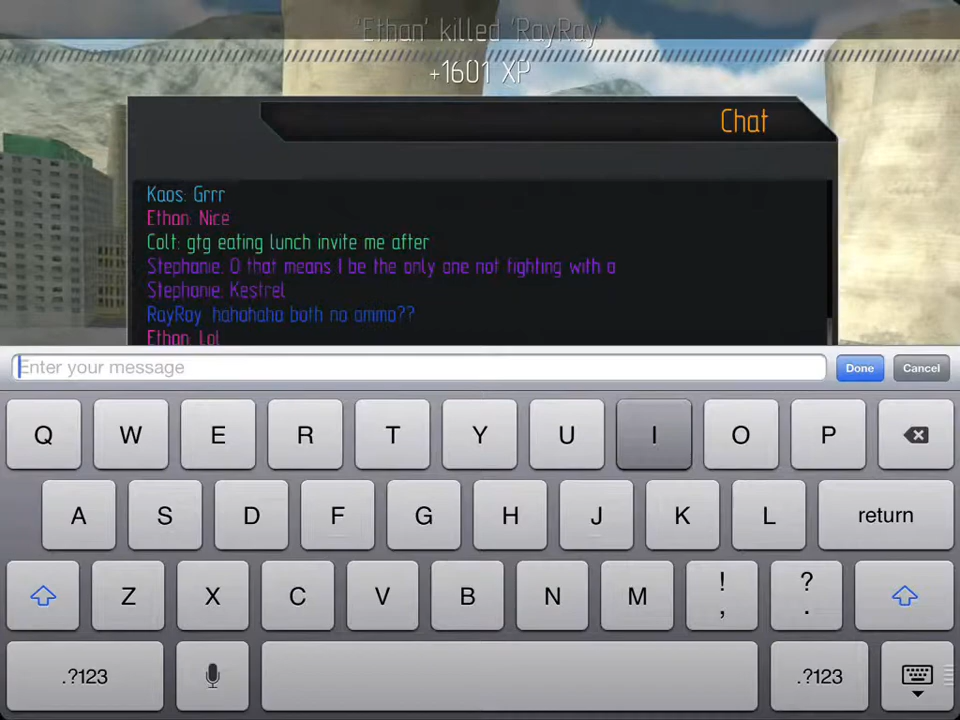 'Ethan' killed 'RayRay'
+1601 XP
Chat
Kaos: Grrr
Ethan: Nice
Colt: gtg eating lunch invite me after
Stephanie: O that means I be the only one not fighting with a
Stephanie: Kestrel
RayRay: hahahaha both no ammo??
Ethan: Lol
Enter your message
Done
Cancel
Q W E R T Y U I O P
A S D F G H J K L return
Z X C V B N M ! , ? .
.?123 .?123